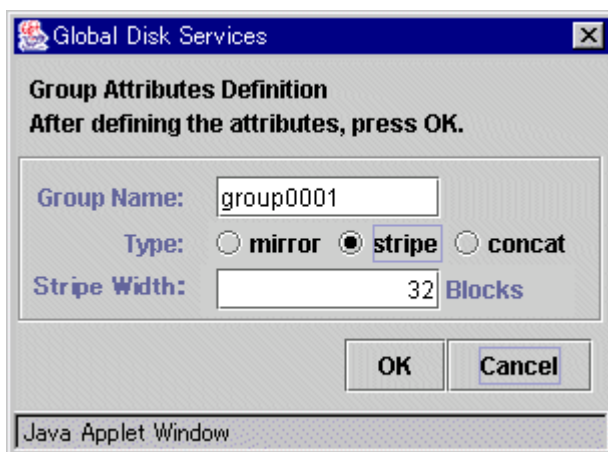 Global Disk Services
Group Attributes Definition
After defining the attributes, press OK.
Group Name: group0001
Type: mirror stripe concat
Stripe Width: 32 Blocks
OK Cancel
Java Applet Window